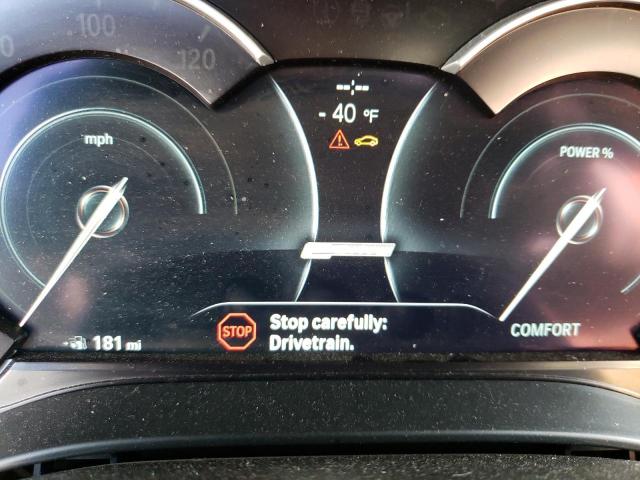 100
120
--:--
- 40 °F
mph
POWER %
STOP
Stop carefully:
Drivetrain.
181 mi
COMFORT